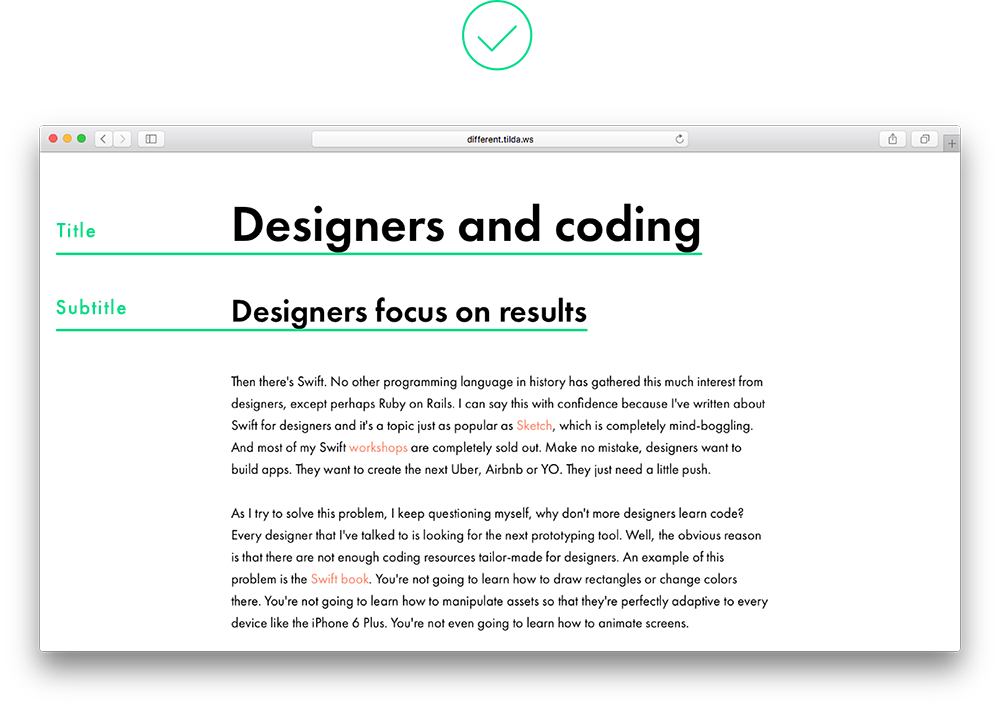 different.tilda.ws
Title
Designers and coding
Subtitle
Designers focus on results
Then there's Swift. No other programming language in history has gathered this much interest from
designers, except perhaps Ruby on Rails. I can say this with confidence because I've written about
Swift for designers and it's a topic just as popular as Sketch, which is completely mind-boggling.
And most of my Swift workshops are completely sold out. Make no mistake, designers want to
build apps. They want to create the next Uber, Airbnb or YO. They just need a little push.
As I try to solve this problem, I keep questioning myself, why don't more designers learn code?
Every designer that I've talked to is looking for the next prototyping tool. Well, the obvious reason
is that there are not enough coding resources tailor-made for designers. An example of this
problem is the Swift book. You're not going to learn how to draw rectangles or change colors
there. You're not going to learn how to manipulate assets so that they're perfectly adaptive to every
device like the iPhone 6 Plus. You're not even going to learn how to animate screens.